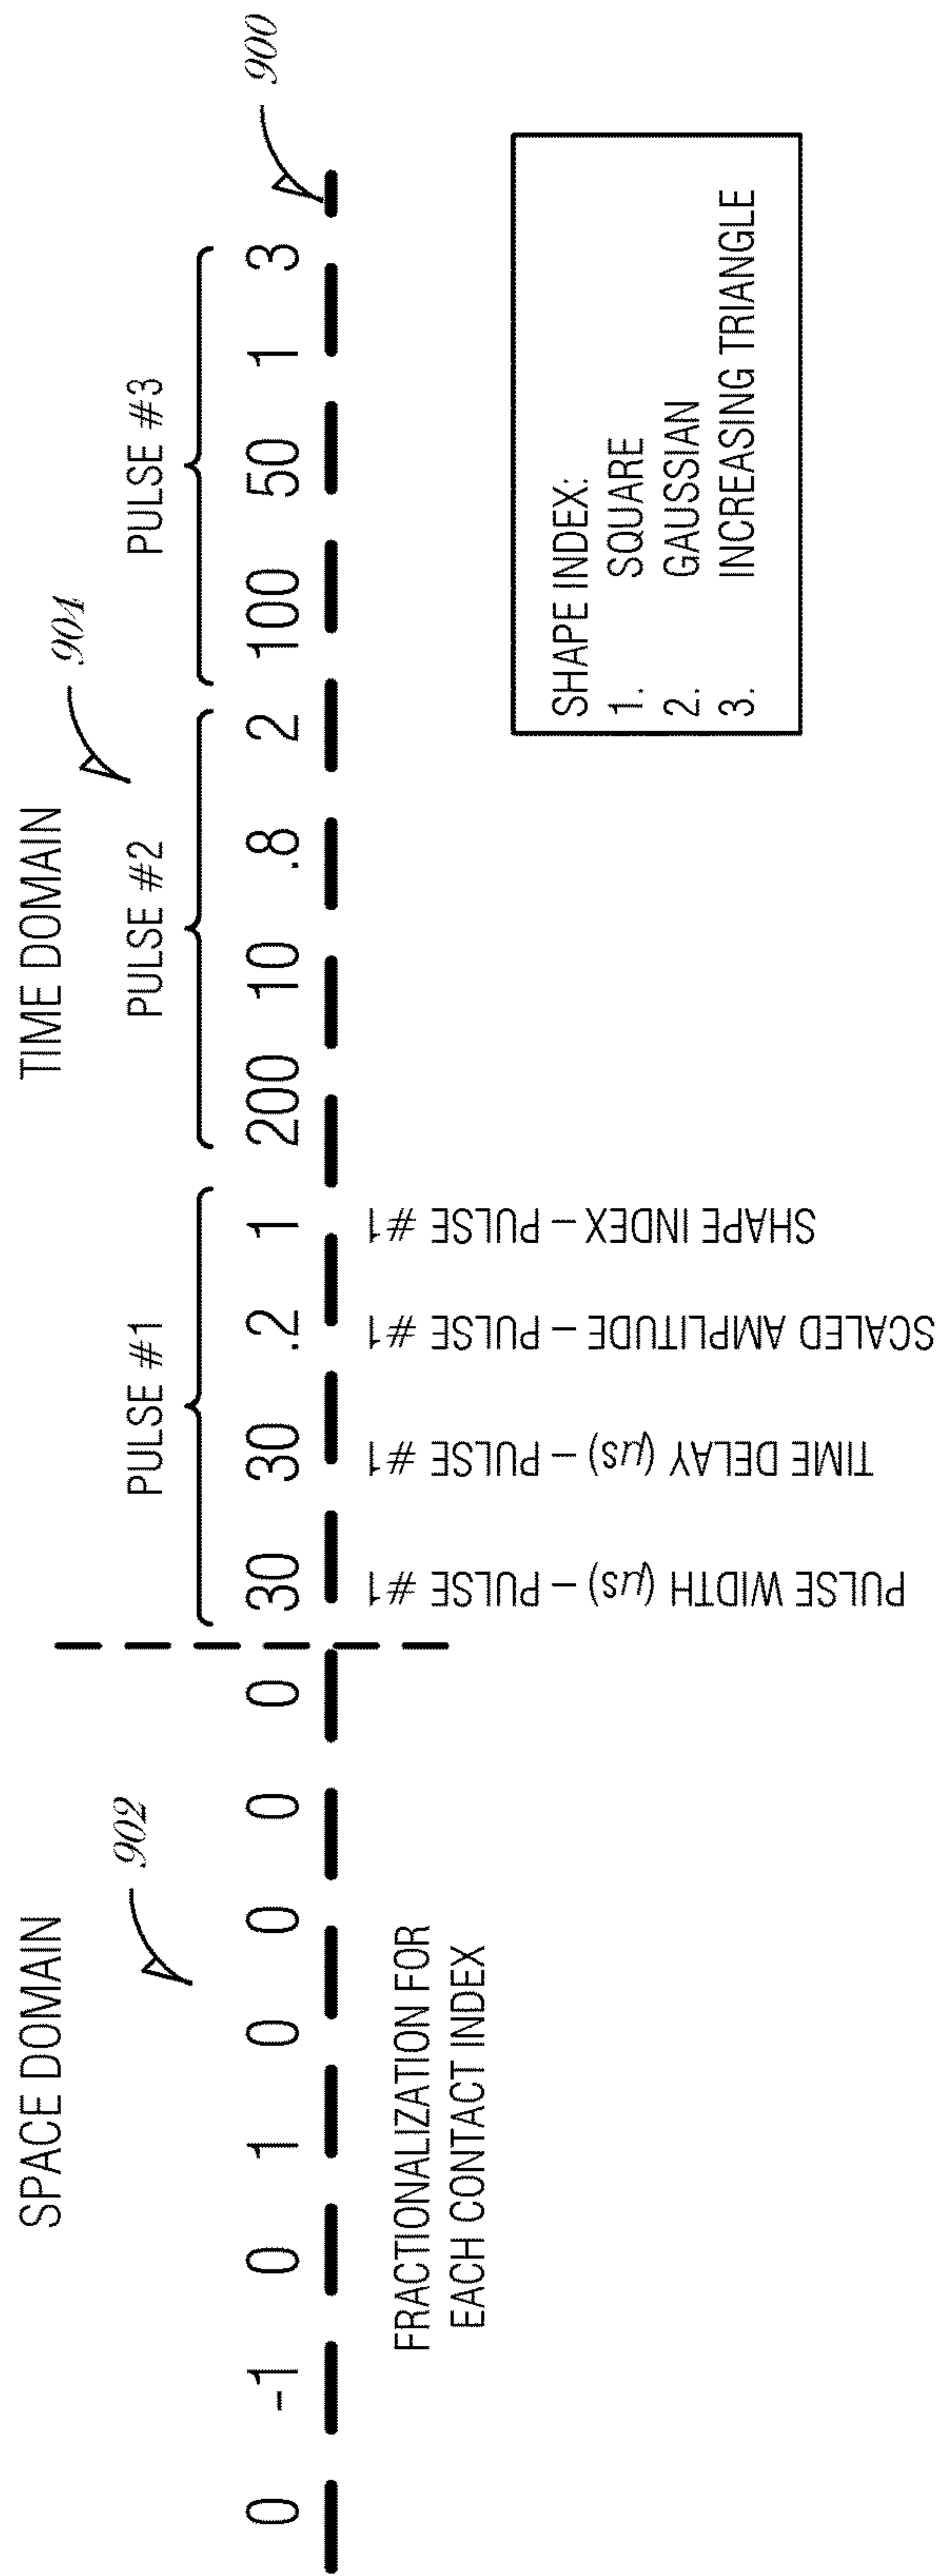 SPACE DOMAIN
TIME DOMAIN
902
904
PULSE #1
PULSE #2
PULSE #3
900
0 -1 0 1 0 0 0 0 30 30 .2 1 200 10 .8 2 100 50 1 3
FRACTIONALIZATION FOR
EACH CONTACT INDEX
PULSE WIDTH (µs) – PULSE #1
TIME DELAY (µs) – PULSE #1
SCALED AMPLITUDE – PULSE #1
SHAPE INDEX – PULSE #1
SHAPE INDEX:
1. SQUARE
2. GAUSSIAN
3. INCREASING TRIANGLE